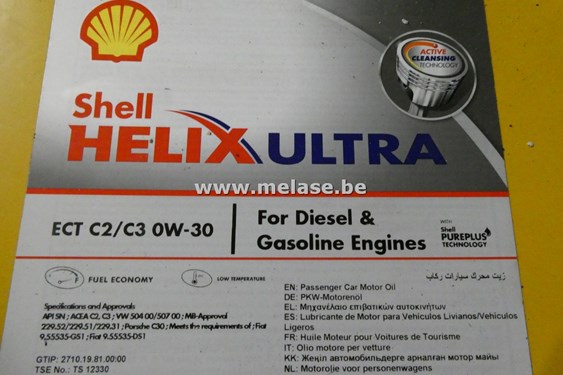 ACTIVE
CLEANSING
TECHNOLOGY
Shell
HELIX ULTRA
www.melase.be
ECT C2/C3 0W-30
For Diesel &
Gasoline Engines
WITH
Shell
PUREPLUS
TECHNOLOGY
FUEL ECONOMY
LOW TEMPERATURE
زيت محرك سيارات ركاب
Specifications and Approvals
API SN ; ACEA C2, C3 ; VW 504 00/507 00 ; MB-Approval
229.52/229.51/229.31 ; Porsche C30 ; Meets the requirements of ; Fiat
9.55535-GS1 ; Fiat 9.55535-DS1
GTIP: 2710.19.81.00:00
TSE No.: TS 12330
EN: Passenger Car Motor Oil
DE: PKW-Motorenöl
EL: Μηχανέλαιο επιβατικών αυτοκινήτων
ES: Lubricante de Motor para Vehículos Livianos/Vehículos
Ligeros
FR: Huile Moteur pour Voitures de Tourisme
IT: Olio motore per vetture
KK: Жеңіл автомобильдерге арналған мотор майы
NL: Motorolie voor personenwagens